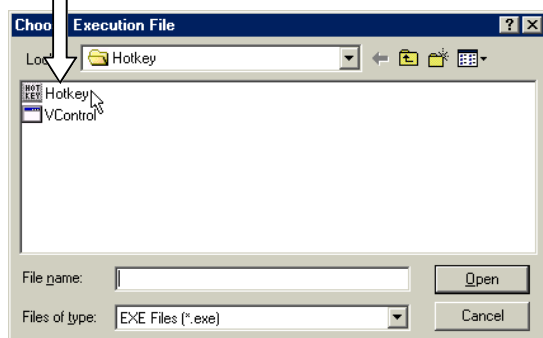 Choo Execution File
Lo Hotkey
HOT KEY Hotkey
VControl
File name:
Open
Files of type: EXE Files (*.exe)
Cancel